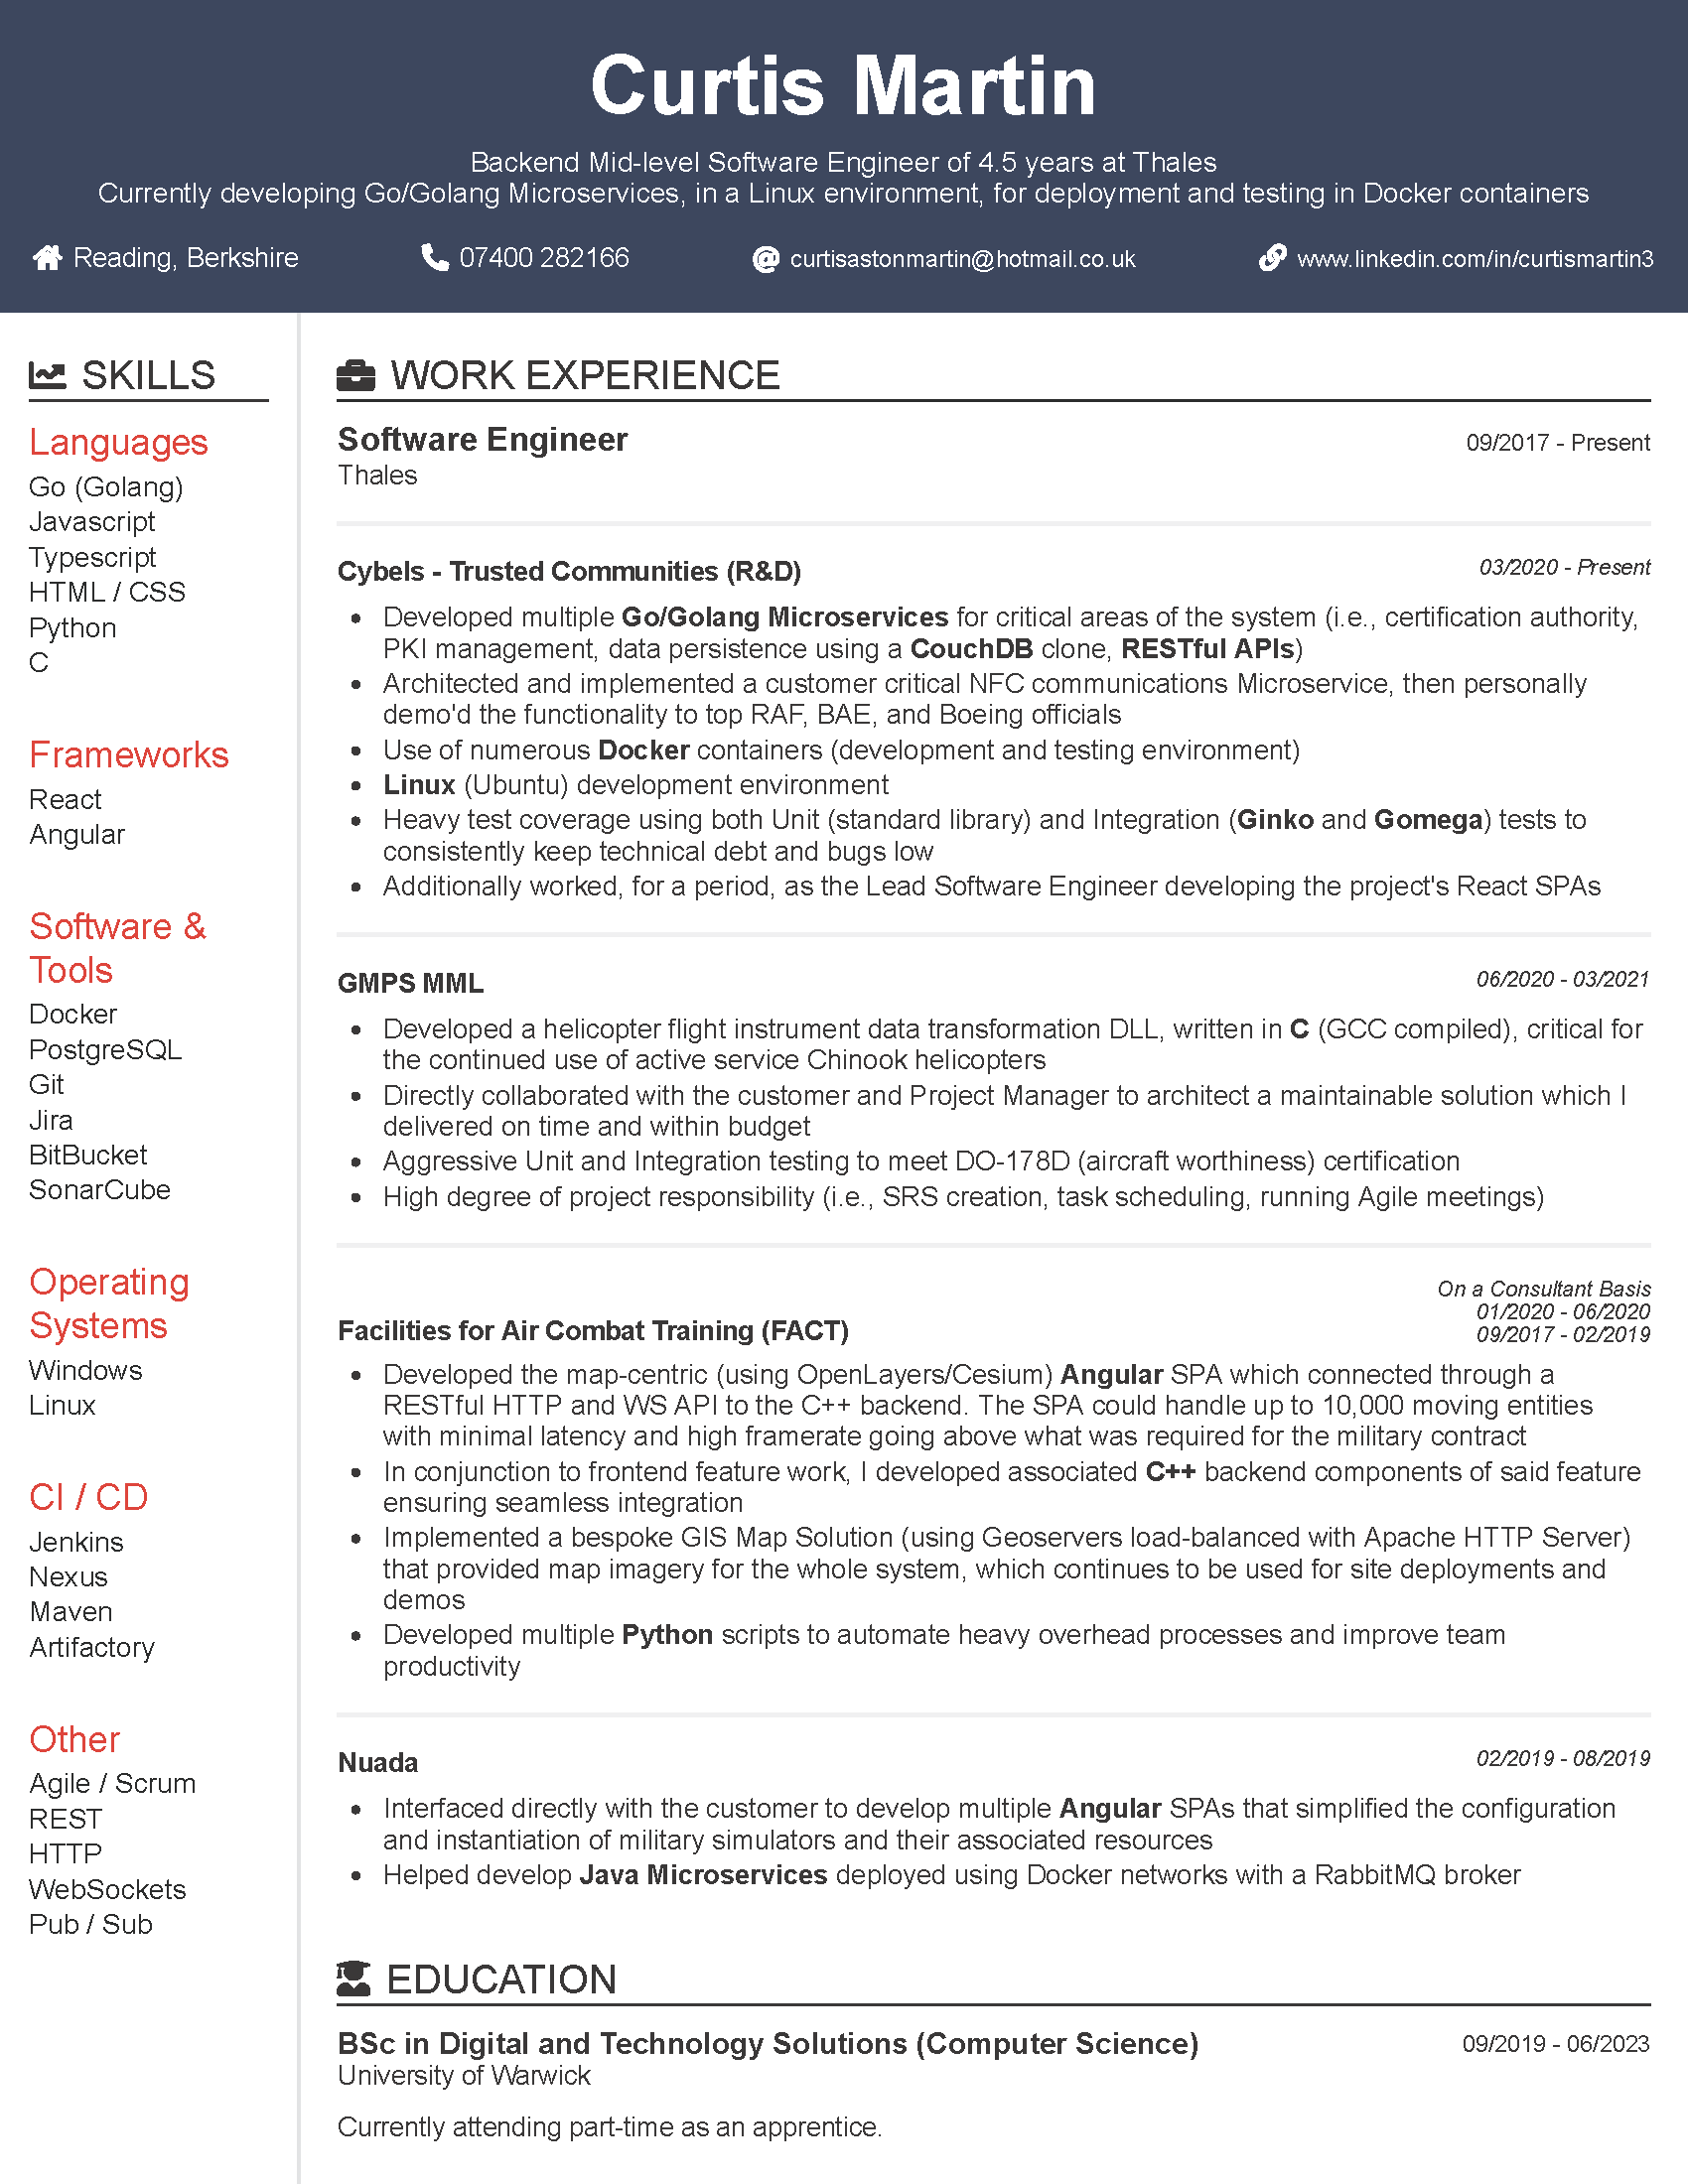 Curtis Martin
Backend Mid-level Software Engineer of 4.5 years at Thales
Currently developing Go/Golang Microservices, in a Linux environment, for deployment and testing in Docker containers
Reading, Berkshire
07400 282166
curtisastonmartin@hotmail.co.uk
www.linkedin.com/in/curtismartin3
SKILLS
Languages
Go (Golang)
Javascript
Typescript
HTML / CSS
Python
C
Frameworks
React
Angular
Software &
Tools
Docker
PostgreSQL
Git
Jira
BitBucket
SonarCube
Operating
Systems
Windows
Linux
CI / CD
Jenkins
Nexus
Maven
Artifactory
Other
Agile / Scrum
REST
HTTP
WebSockets
Pub / Sub
WORK EXPERIENCE
Software Engineer
09/2017 - Present
Thales
Cybels - Trusted Communities (R&D)
03/2020 - Present
• Developed multiple Go/Golang Microservices for critical areas of the system (i.e., certification authority,
PKI management, data persistence using a CouchDB clone, RESTful APIs)
• Architected and implemented a customer critical NFC communications Microservice, then personally
demo'd the functionality to top RAF, BAE, and Boeing officials
• Use of numerous Docker containers (development and testing environment)
• Linux (Ubuntu) development environment
• Heavy test coverage using both Unit (standard library) and Integration (Ginko and Gomega) tests to
consistently keep technical debt and bugs low
• Additionally worked, for a period, as the Lead Software Engineer developing the project's React SPAs
GMPS MML
06/2020 - 03/2021
• Developed a helicopter flight instrument data transformation DLL, written in C (GCC compiled), critical for
the continued use of active service Chinook helicopters
• Directly collaborated with the customer and Project Manager to architect a maintainable solution which I
delivered on time and within budget
• Aggressive Unit and Integration testing to meet DO-178D (aircraft worthiness) certification
• High degree of project responsibility (i.e., SRS creation, task scheduling, running Agile meetings)
On a Consultant Basis
01/2020 - 06/2020
Facilities for Air Combat Training (FACT)
09/2017 - 02/2019
• Developed the map-centric (using OpenLayers/Cesium) Angular SPA which connected through a
RESTful HTTP and WS API to the C++ backend. The SPA could handle up to 10,000 moving entities
with minimal latency and high framerate going above what was required for the military contract
• In conjunction to frontend feature work, I developed associated C++ backend components of said feature
ensuring seamless integration
• Implemented a bespoke GIS Map Solution (using Geoservers load-balanced with Apache HTTP Server)
that provided map imagery for the whole system, which continues to be used for site deployments and
demos
• Developed multiple Python scripts to automate heavy overhead processes and improve team
productivity
Nuada
02/2019 - 08/2019
• Interfaced directly with the customer to develop multiple Angular SPAs that simplified the configuration
and instantiation of military simulators and their associated resources
• Helped develop Java Microservices deployed using Docker networks with a RabbitMQ broker
EDUCATION
BSc in Digital and Technology Solutions (Computer Science)
09/2019 - 06/2023
University of Warwick
Currently attending part-time as an apprentice.